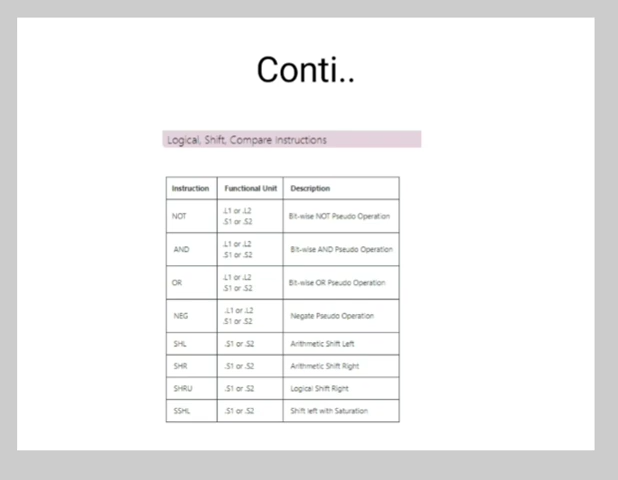 Conti..
Logical, Shift, Compare Instructions
Instruction Functional Unit Description
NOT .L1 or .L2 Bit-wise NOT Pseudo Operation
.S1 or .S2
AND .L1 or .L2 Bit-wise AND Pseudo Operation
.S1 or .S2
OR .L1 or .L2 Bit-wise OR Pseudo Operation
.S1 or .S2
NEG .L1 or .L2 Negate Pseudo Operation
.S1 or .S2
SHL .S1 or .S2 Arithmetic Shift Left
SHR .S1 or .S2 Arithmetic Shift Right
SHRU .S1 or .S2 Logical Shift Right
SSHL .S1 or .S2 Shift left with Saturation